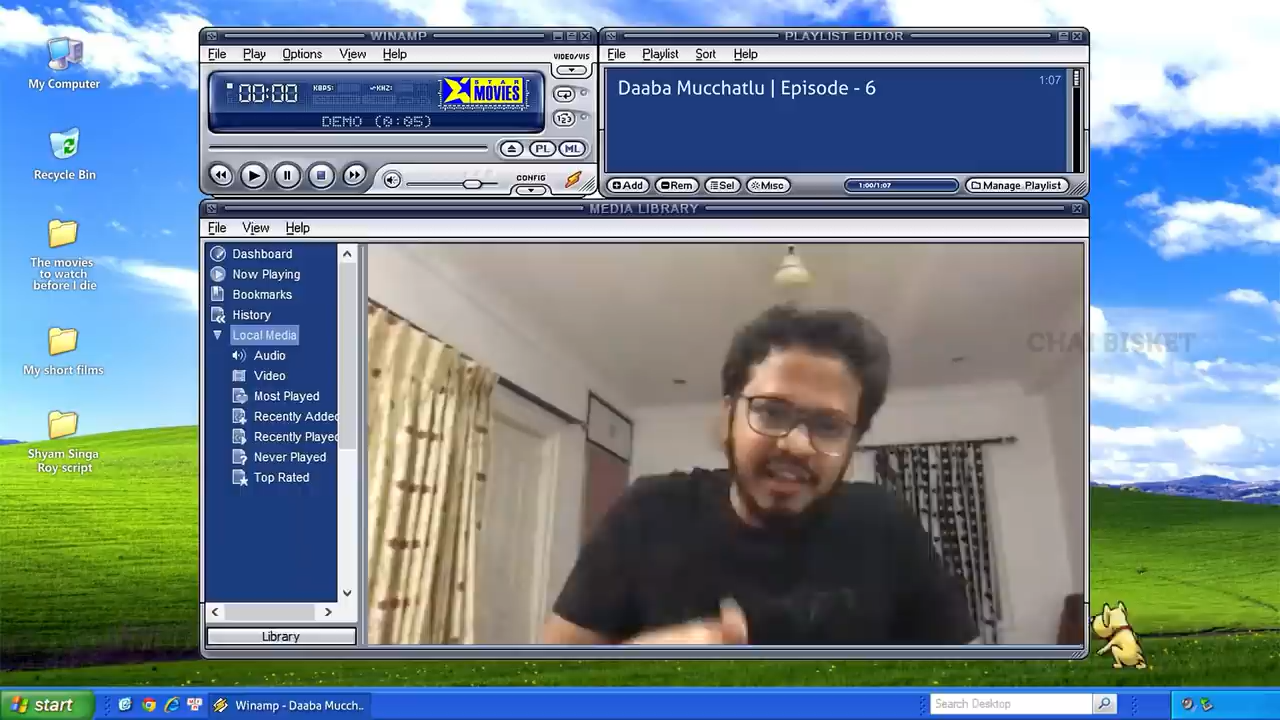 My Computer
Recycle Bin
The movies
to watch
before I die
My short films
Shyam Singa
Roy script
WINAMP
File Play Options View Help
VIDEO/VIS
00:00
KBPS: KHZ:
STAR
MOVIES
DEMO (0:05)
PL ML
CONFIG
PLAYLIST EDITOR
File Playlist Sort Help
Daaba Mucchatlu | Episode - 6 1:07
Add Rem Sel Misc 1:00/1:07 Manage Playlist
MEDIA LIBRARY
File View Help
Dashboard
Now Playing
Bookmarks
History
Local Media
Audio
Video
Most Played
Recently Added
Recently Playe
Never Played
Top Rated
Library
CHAI BISKET
start
Winamp - Daaba Mucch..
Search Desktop